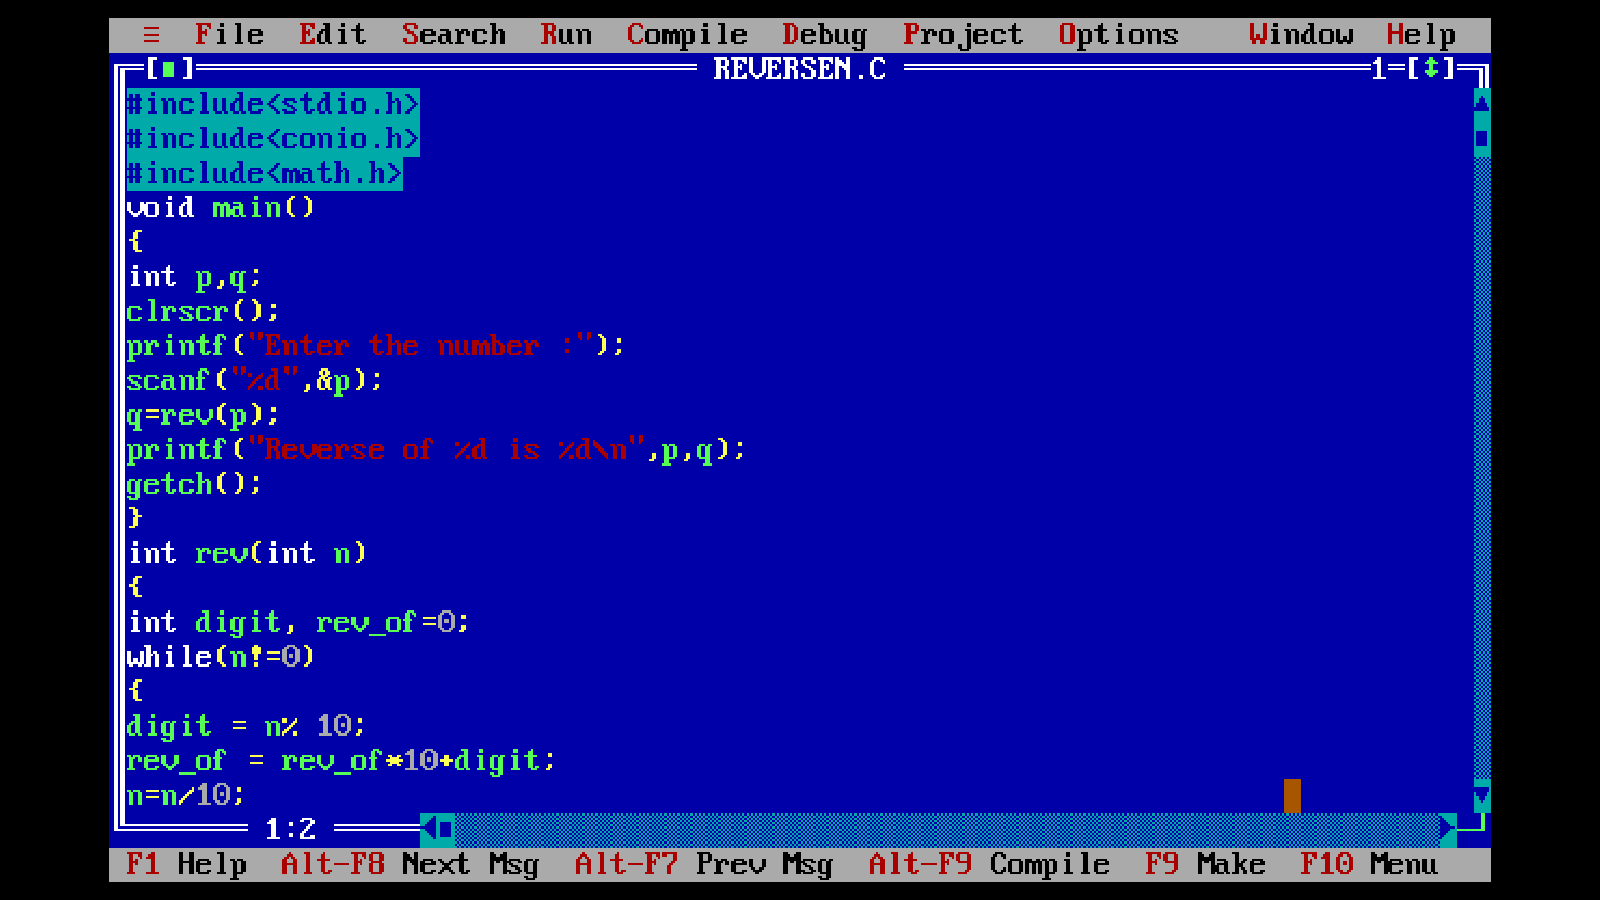 ≡ File Edit Search Run Compile Debug Project Options Window Help
[■] REVERSEN.C 1=[↕]
#include<stdio.h>
#include<conio.h>
#include<math.h>
void main()
{
int p,q;
clrscr();
printf("Enter the number :");
scanf("%d",&p);
q=rev(p);
printf("Reverse of %d is %d\n",p,q);
getch();
}
int rev(int n)
{
int digit, rev_of=0;
while(n!=0)
{
digit = n% 10;
rev_of = rev_of*10+digit;
n=n/10;
1:2
F1 Help Alt-F8 Next Msg Alt-F7 Prev Msg Alt-F9 Compile F9 Make F10 Menu